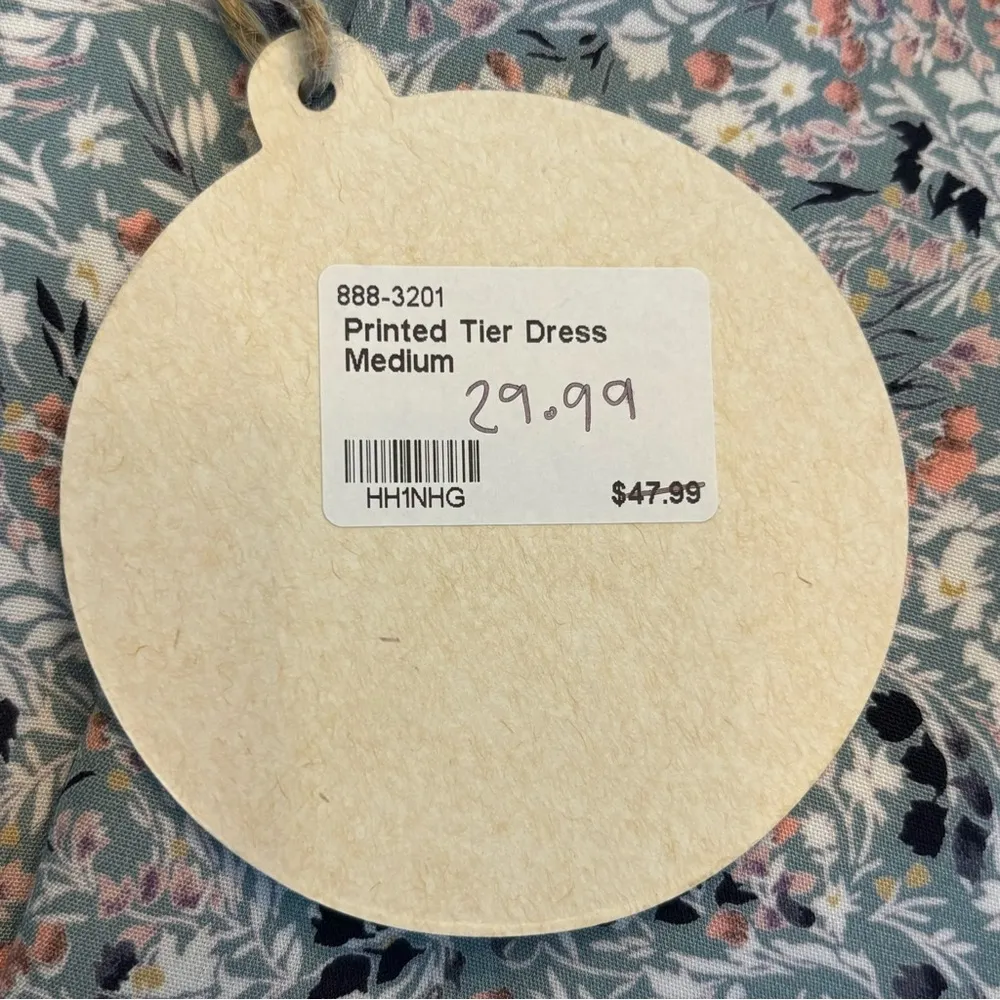 888-3201
Printed Tier Dress
Medium
29.99
HH1NHG
$47.99